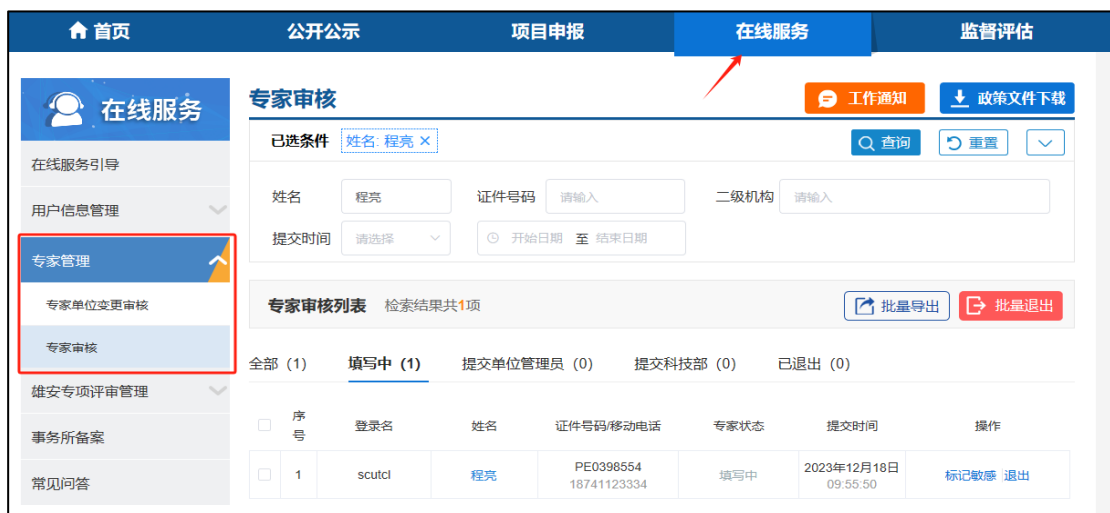 首页 公开公示 项目申报 在线服务 监督评估
在线服务
在线服务引导
用户信息管理
专家管理
专家单位变更审核
专家审核
雄安专项评审管理
事务所备案
常见问答
专家审核 工作通知 政策文件下载
已选条件 姓名: 程亮 × 查询 重置
姓名 程亮 证件号码 请输入 二级机构 请输入
提交时间 请选择 开始日期 至 结束日期
专家审核列表 检索结果共1项 批量导出 批量退出
全部 (1) 填写中 (1) 提交单位管理员 (0) 提交科技部 (0) 已退出 (0)
序号 登录名 姓名 证件号码/移动电话 专家状态 提交时间 操作
1 scutcl 程亮 PE0398554 填写中 2023年12月18日 标记敏感 退出
18741123334 09:55:50